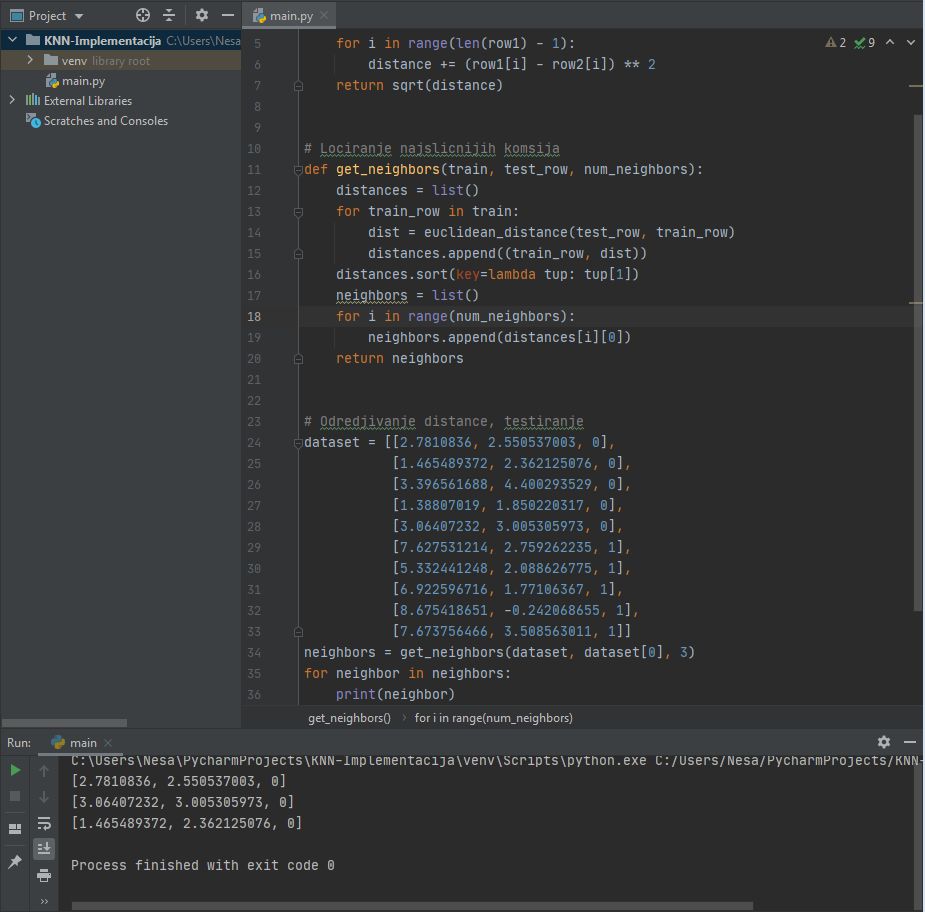 Project
main.py
KNN-Implementacija C:\Users\Nesa
venv library root
main.py
External Libraries
Scratches and Consoles
2 9
5 for i in range(len(row1) - 1):
6 distance += (row1[i] - row2[i]) ** 2
7 return sqrt(distance)
8
9
10 # Lociranje najslicnijih komsija
11 def get_neighbors(train, test_row, num_neighbors):
12 distances = list()
13 for train_row in train:
14 dist = euclidean_distance(test_row, train_row)
15 distances.append((train_row, dist))
16 distances.sort(key=lambda tup: tup[1])
17 neighbors = list()
18 for i in range(num_neighbors):
19 neighbors.append(distances[i][0])
20 return neighbors
21
22
23 # Odredjivanje distance, testiranje
24 dataset = [[2.7810836, 2.550537003, 0],
25 [1.465489372, 2.362125076, 0],
26 [3.396561688, 4.400293529, 0],
27 [1.38807019, 1.850220317, 0],
28 [3.06407232, 3.005305973, 0],
29 [7.627531214, 2.759262235, 1],
30 [5.332441248, 2.088626775, 1],
31 [6.922596716, 1.77106367, 1],
32 [8.675418651, -0.242068655, 1],
33 [7.673756466, 3.508563011, 1]]
34 neighbors = get_neighbors(dataset, dataset[0], 3)
35 for neighbor in neighbors:
36 print(neighbor)
get_neighbors() › for i in range(num_neighbors)
Run: main
C:\Users\Nesa\PycharmProjects\KNN-Implementacija\venv\Scripts\python.exe C:/Users/Nesa/PycharmProjects/KNN-
[2.7810836, 2.550537003, 0]
[3.06407232, 3.005305973, 0]
[1.465489372, 2.362125076, 0]
Process finished with exit code 0